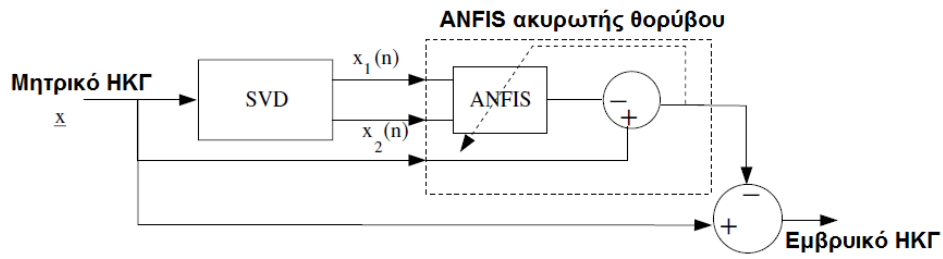 ANFIS ακυρωτής θορύβου
Μητρικό ΗΚΓ
x
SVD
x1(n)
x2(n)
ANFIS
−
+
−
+
Εμβρυικό ΗΚΓ